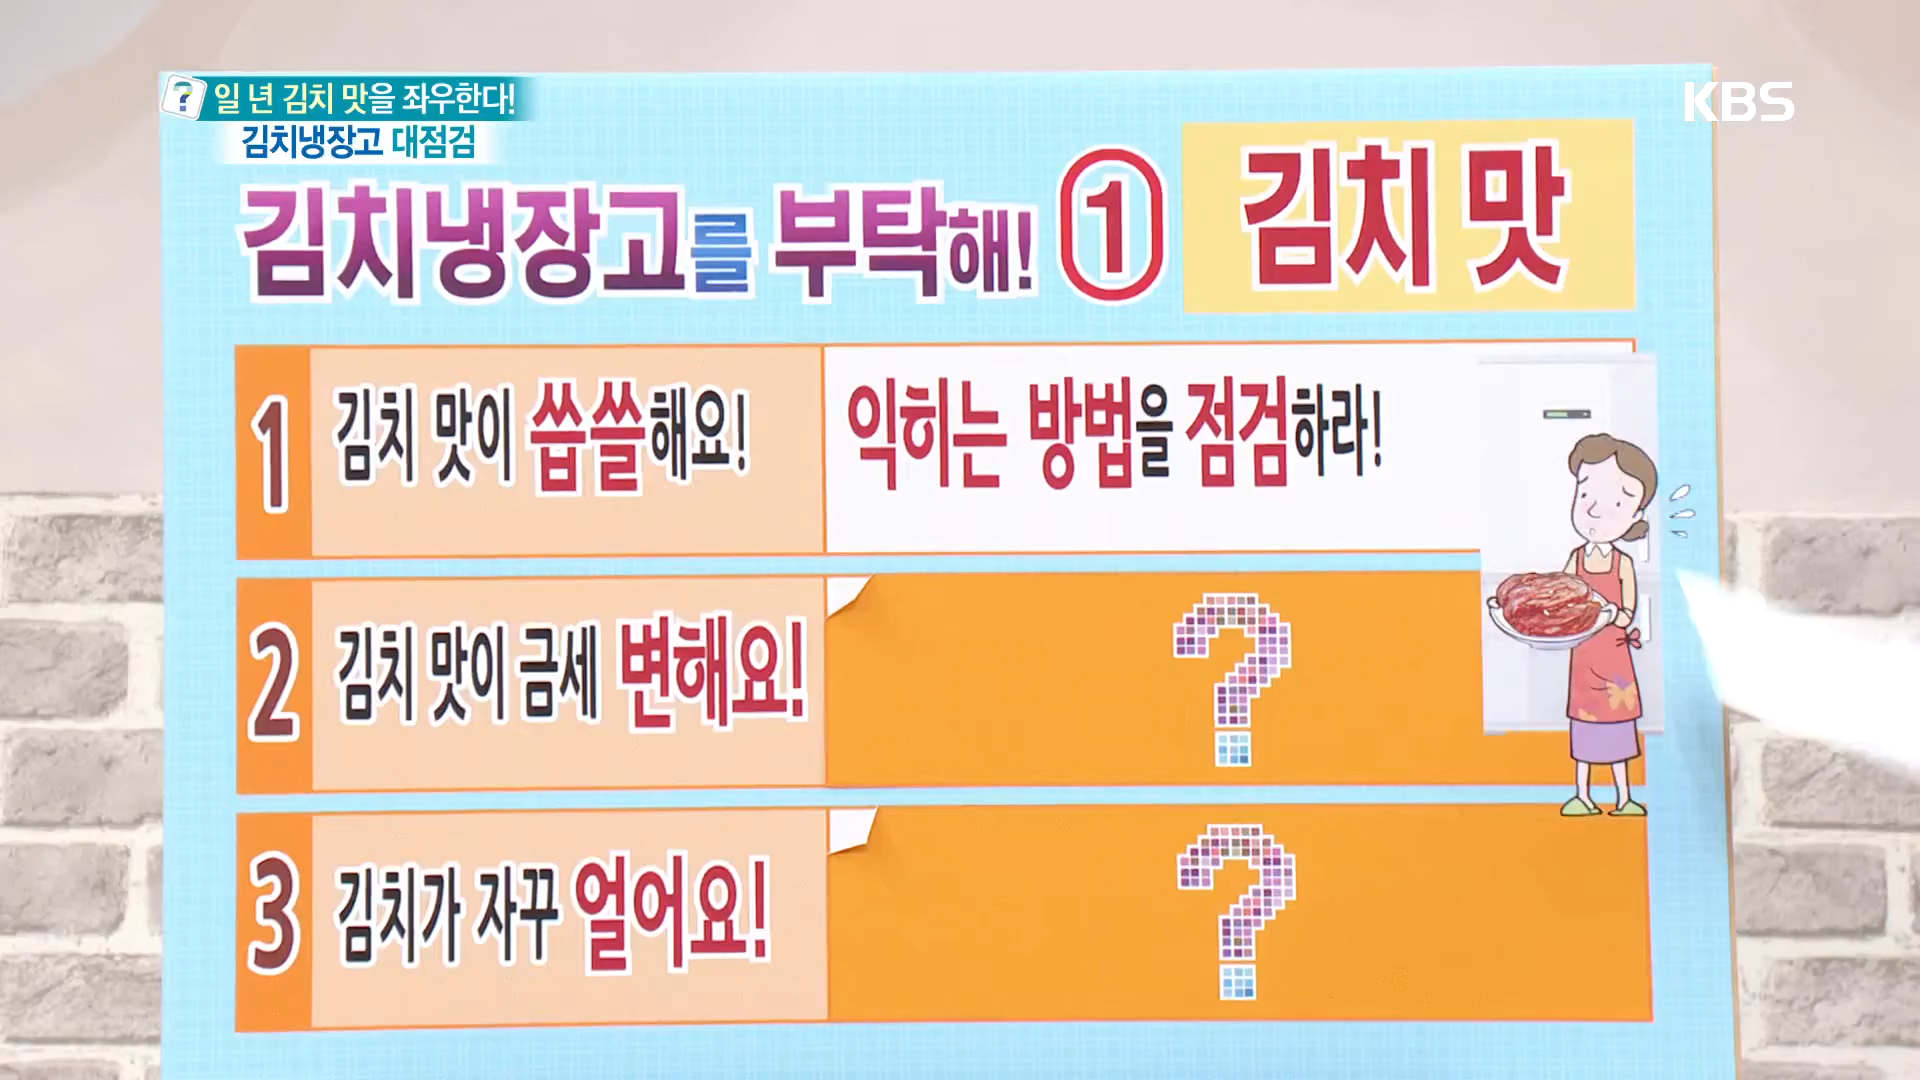 ? 일 년 김치 맛을 좌우한다!
김치냉장고 대점검
KBS
김치냉장고를 부탁해! ① 김치 맛
1 김치 맛이 씁쓸해요! 익히는 방법을 점검하라!
2 김치 맛이 금세 변해요! ?
3 김치가 자꾸 얼어요! ?